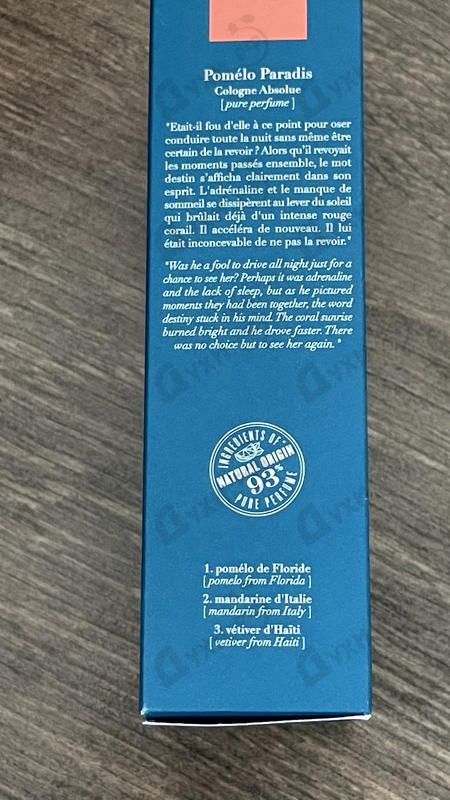 Pomélo Paradis
Cologne Absolue
[ pure perfume ]
"Etait-il fou d'elle à ce point pour oser
conduire toute la nuit sans même être
certain de la revoir ? Alors qu'il revoyait
les moments passés ensemble, le mot
destin s'afficha clairement dans son
esprit. L'adrénaline et le manque de
sommeil se dissipèrent au lever du soleil
qui brûlait déjà d'un intense rouge
corail. Il accéléra de nouveau. Il lui
était inconcevable de ne pas la revoir."
"Was he a fool to drive all night just for a
chance to see her? Perhaps it was adrenaline
and the lack of sleep, but as he pictured
moments they had been together, the word
destiny stuck in his mind. The coral sunrise
burned bright and he drove faster. There
was no choice but to see her again. "
INGREDIENTS OF
NATURAL ORIGIN
93%
PURE PERFUME
1. pomélo de Floride
[ pomelo from Florida ]
2. mandarine d'Italie
[ mandarin from Italy ]
3. vétiver d'Haïti
[ vetiver from Haiti ]